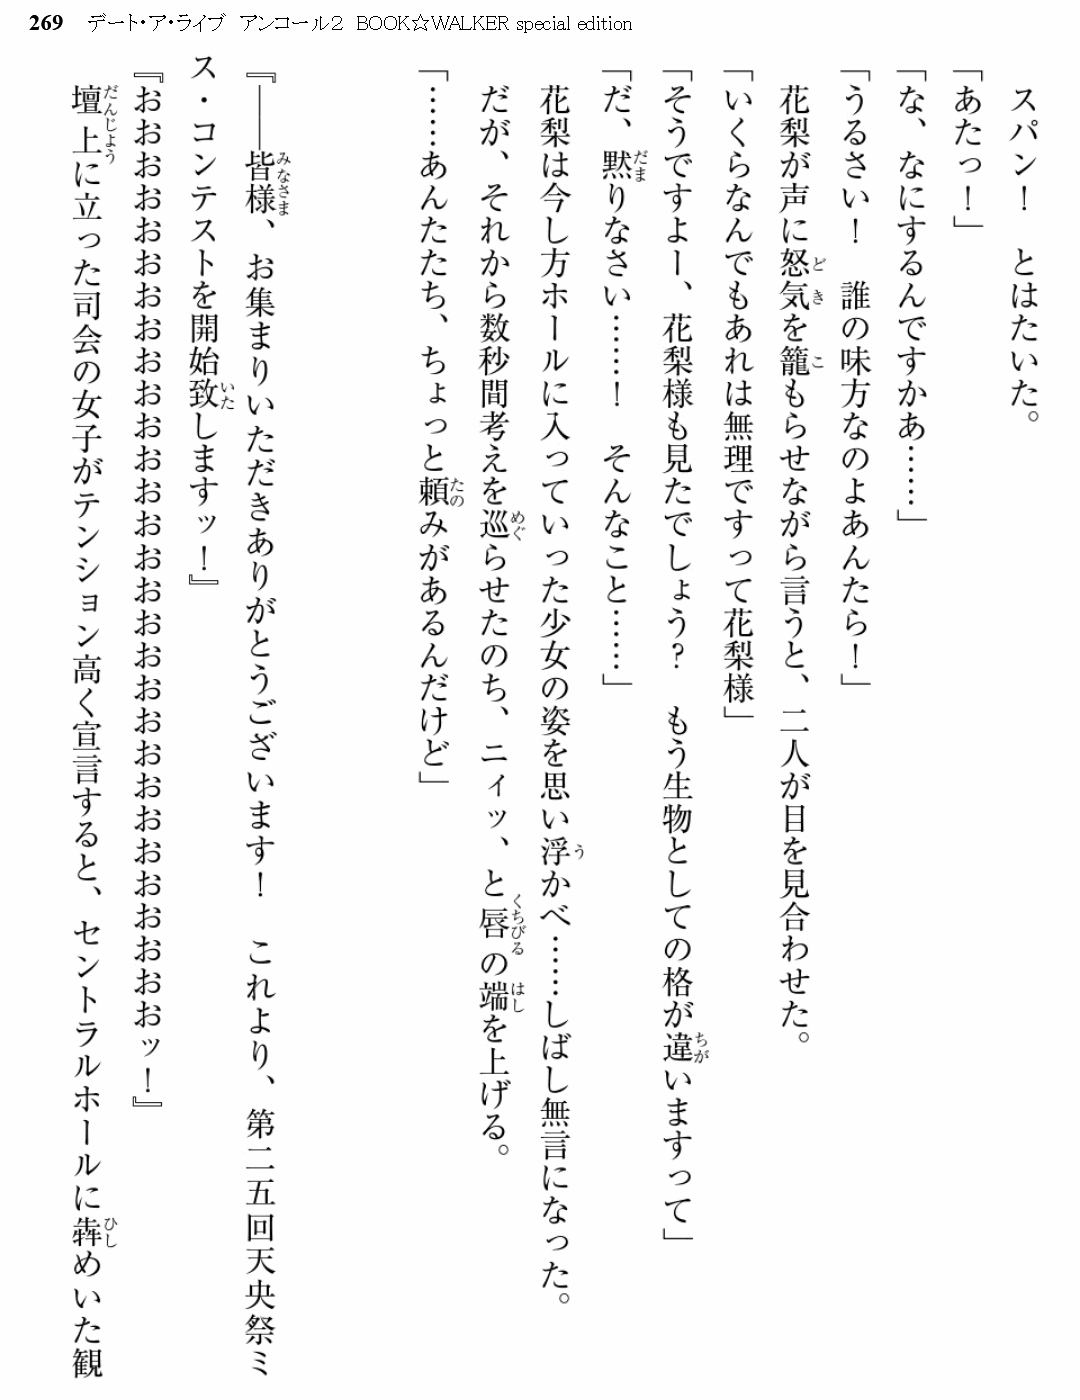 269 デート・ア・ライブ アンコール2 BOOK☆WALKER special edition
　スパン！　とはたいた。
「あたっ！」
「な、なにするんですかあ……」
「うるさい！　誰の味方なのよあんたら！」
　花梨が声に怒気を籠もらせながら言うと、二人が目を見合わせた。
「いくらなんでもあれは無理ですって花梨様」
「そうですよー、花梨様も見たでしょう？　もう生物としての格が違いますって」
「だ、黙りなさい……！　そんなこと……」
　花梨は今し方ホールに入っていった少女の姿を思い浮かべ……しばし無言になった。
　だが、それから数秒間考えを巡らせたのち、ニィッ、と唇の端を上げる。
「……あんたたち、ちょっと頼みがあるんだけど」
『――皆様、お集まりいただきありがとうございます！　これより、第二五回天央祭ミ
ス・コンテストを開始致しますッ！』
『おおおおおおおおおおおおおおおおおおおおおおおおおおおおおッ！』
　壇上に立った司会の女子がテンション高く宣言すると、セントラルホールに犇めいた観